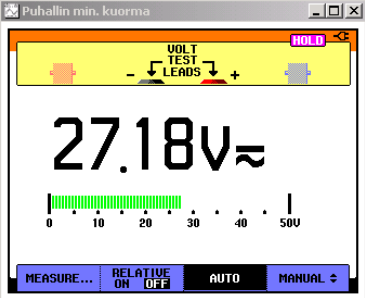 Puhallin min. kuorma
HOLD
VOLT
TEST
- LEADS +
27.18V≂
0 10 20 30 40 50V
MEASURE... RELATIVE ON OFF AUTO MANUAL